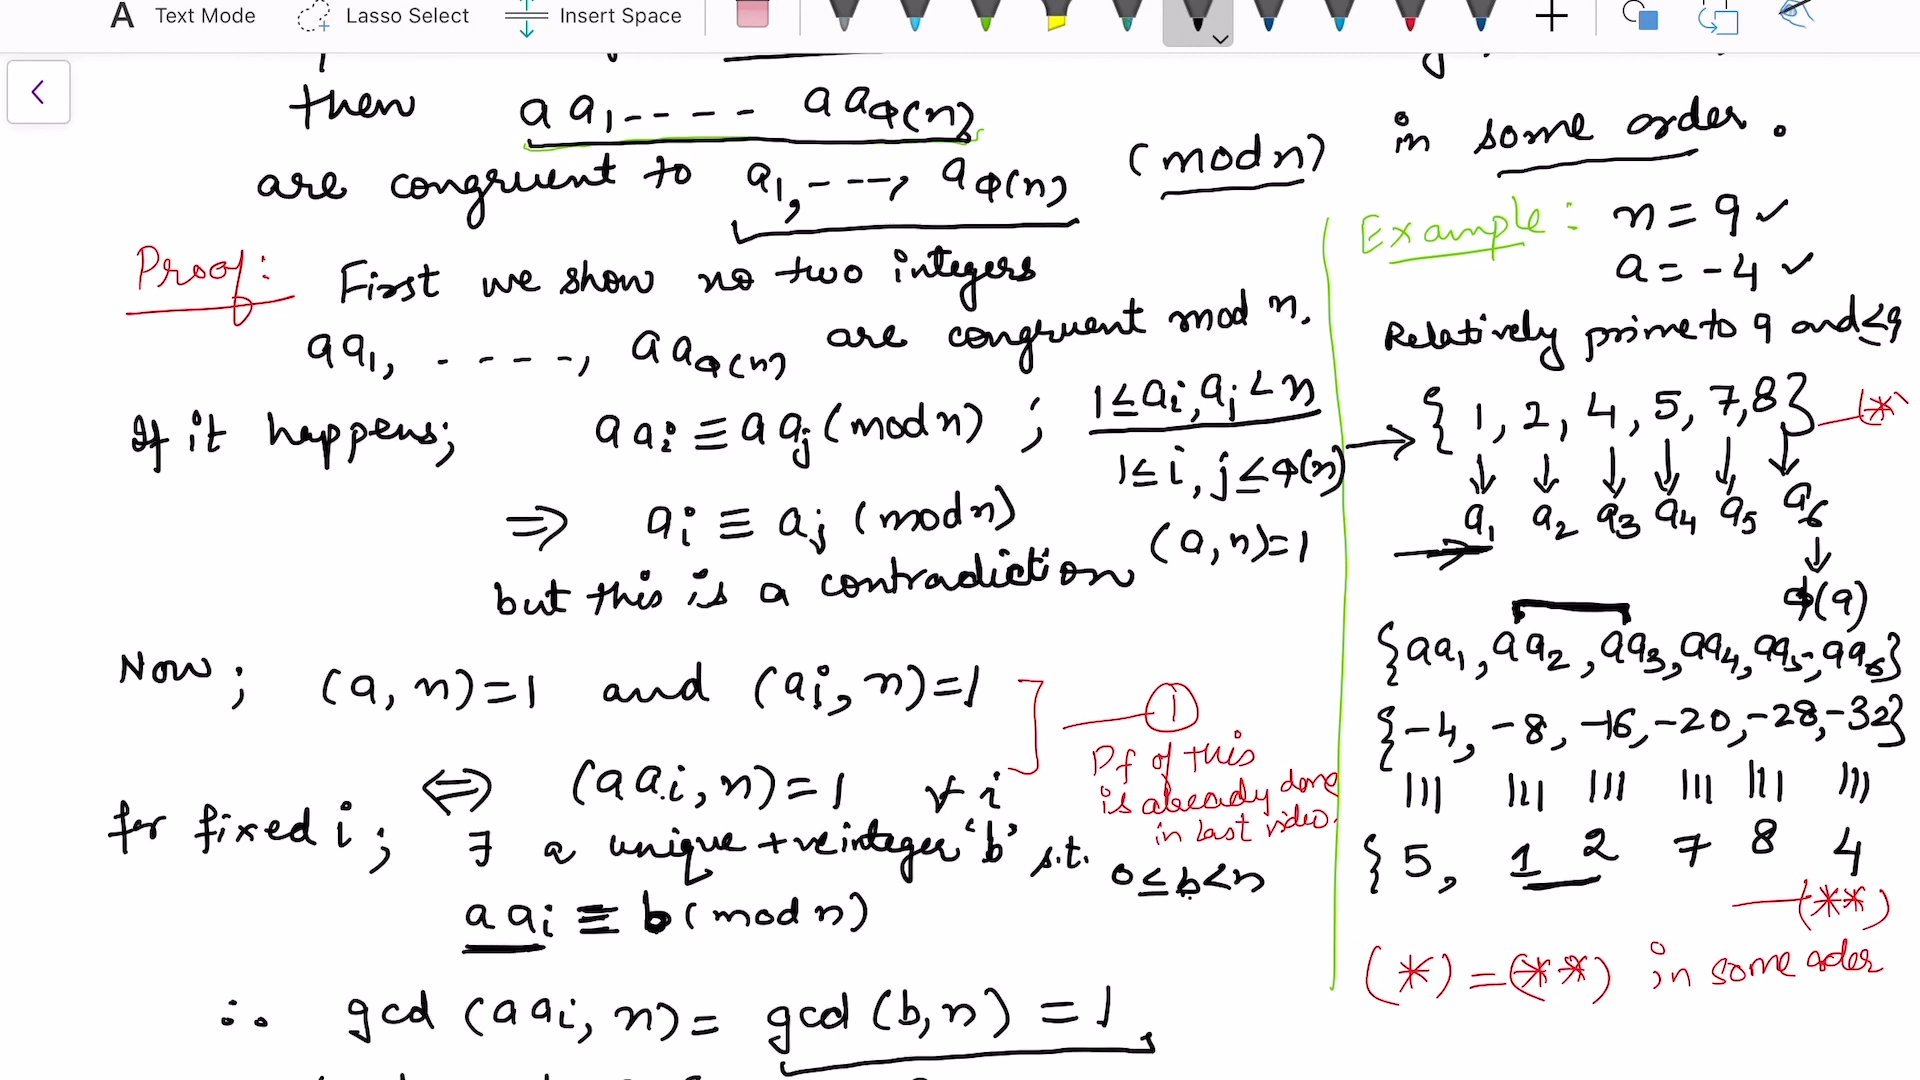 A Text Mode Lasso Select Insert Space
then aa₁, - - - - aaφ(n)
are congruent to a₁, - - -, aφ(n) (mod n) in some order.
Proof: First we show no two integers
aa₁, - - - -, aaφ(n) are congruent mod n.
If it happens; aaᵢ ≡ aaⱼ (mod n) ; 1≤aᵢ,aⱼ<n
1≤i,j≤φ(n)
⇒ aᵢ ≡ aⱼ (mod n)
(a,n)=1
but this is a contradiction
Now; (a, n)=1 and (aᵢ, n)=1
⇔ (aaᵢ, n)=1 ∀ i
1
Pf of this
is already done
in last video.
for fixed i; ∃ a unique +ve integer 'b' s.t.
0≤b<n
aaᵢ ≡ b (mod n)
∴ gcd (aaᵢ, n) = gcd (b,n) = 1
Example: n = 9 ✓
a = -4 ✓
Relatively prime to 9 and ≤9
→ {1, 2, 4, 5, 7, 8} — (*)
↓ ↓ ↓ ↓ ↓ ↓
→ a₁ a₂ a₃ a₄ a₅ a₆
↓
φ(9)
{aa₁, aa₂, aa₃, aa₄, aa₅, aa₆}
{-4, -8, -16, -20, -28, -32}
||| ||| ||| ||| ||| |||
{5, 1 2 7 8 4
— (**)
(*) = (**) in some order